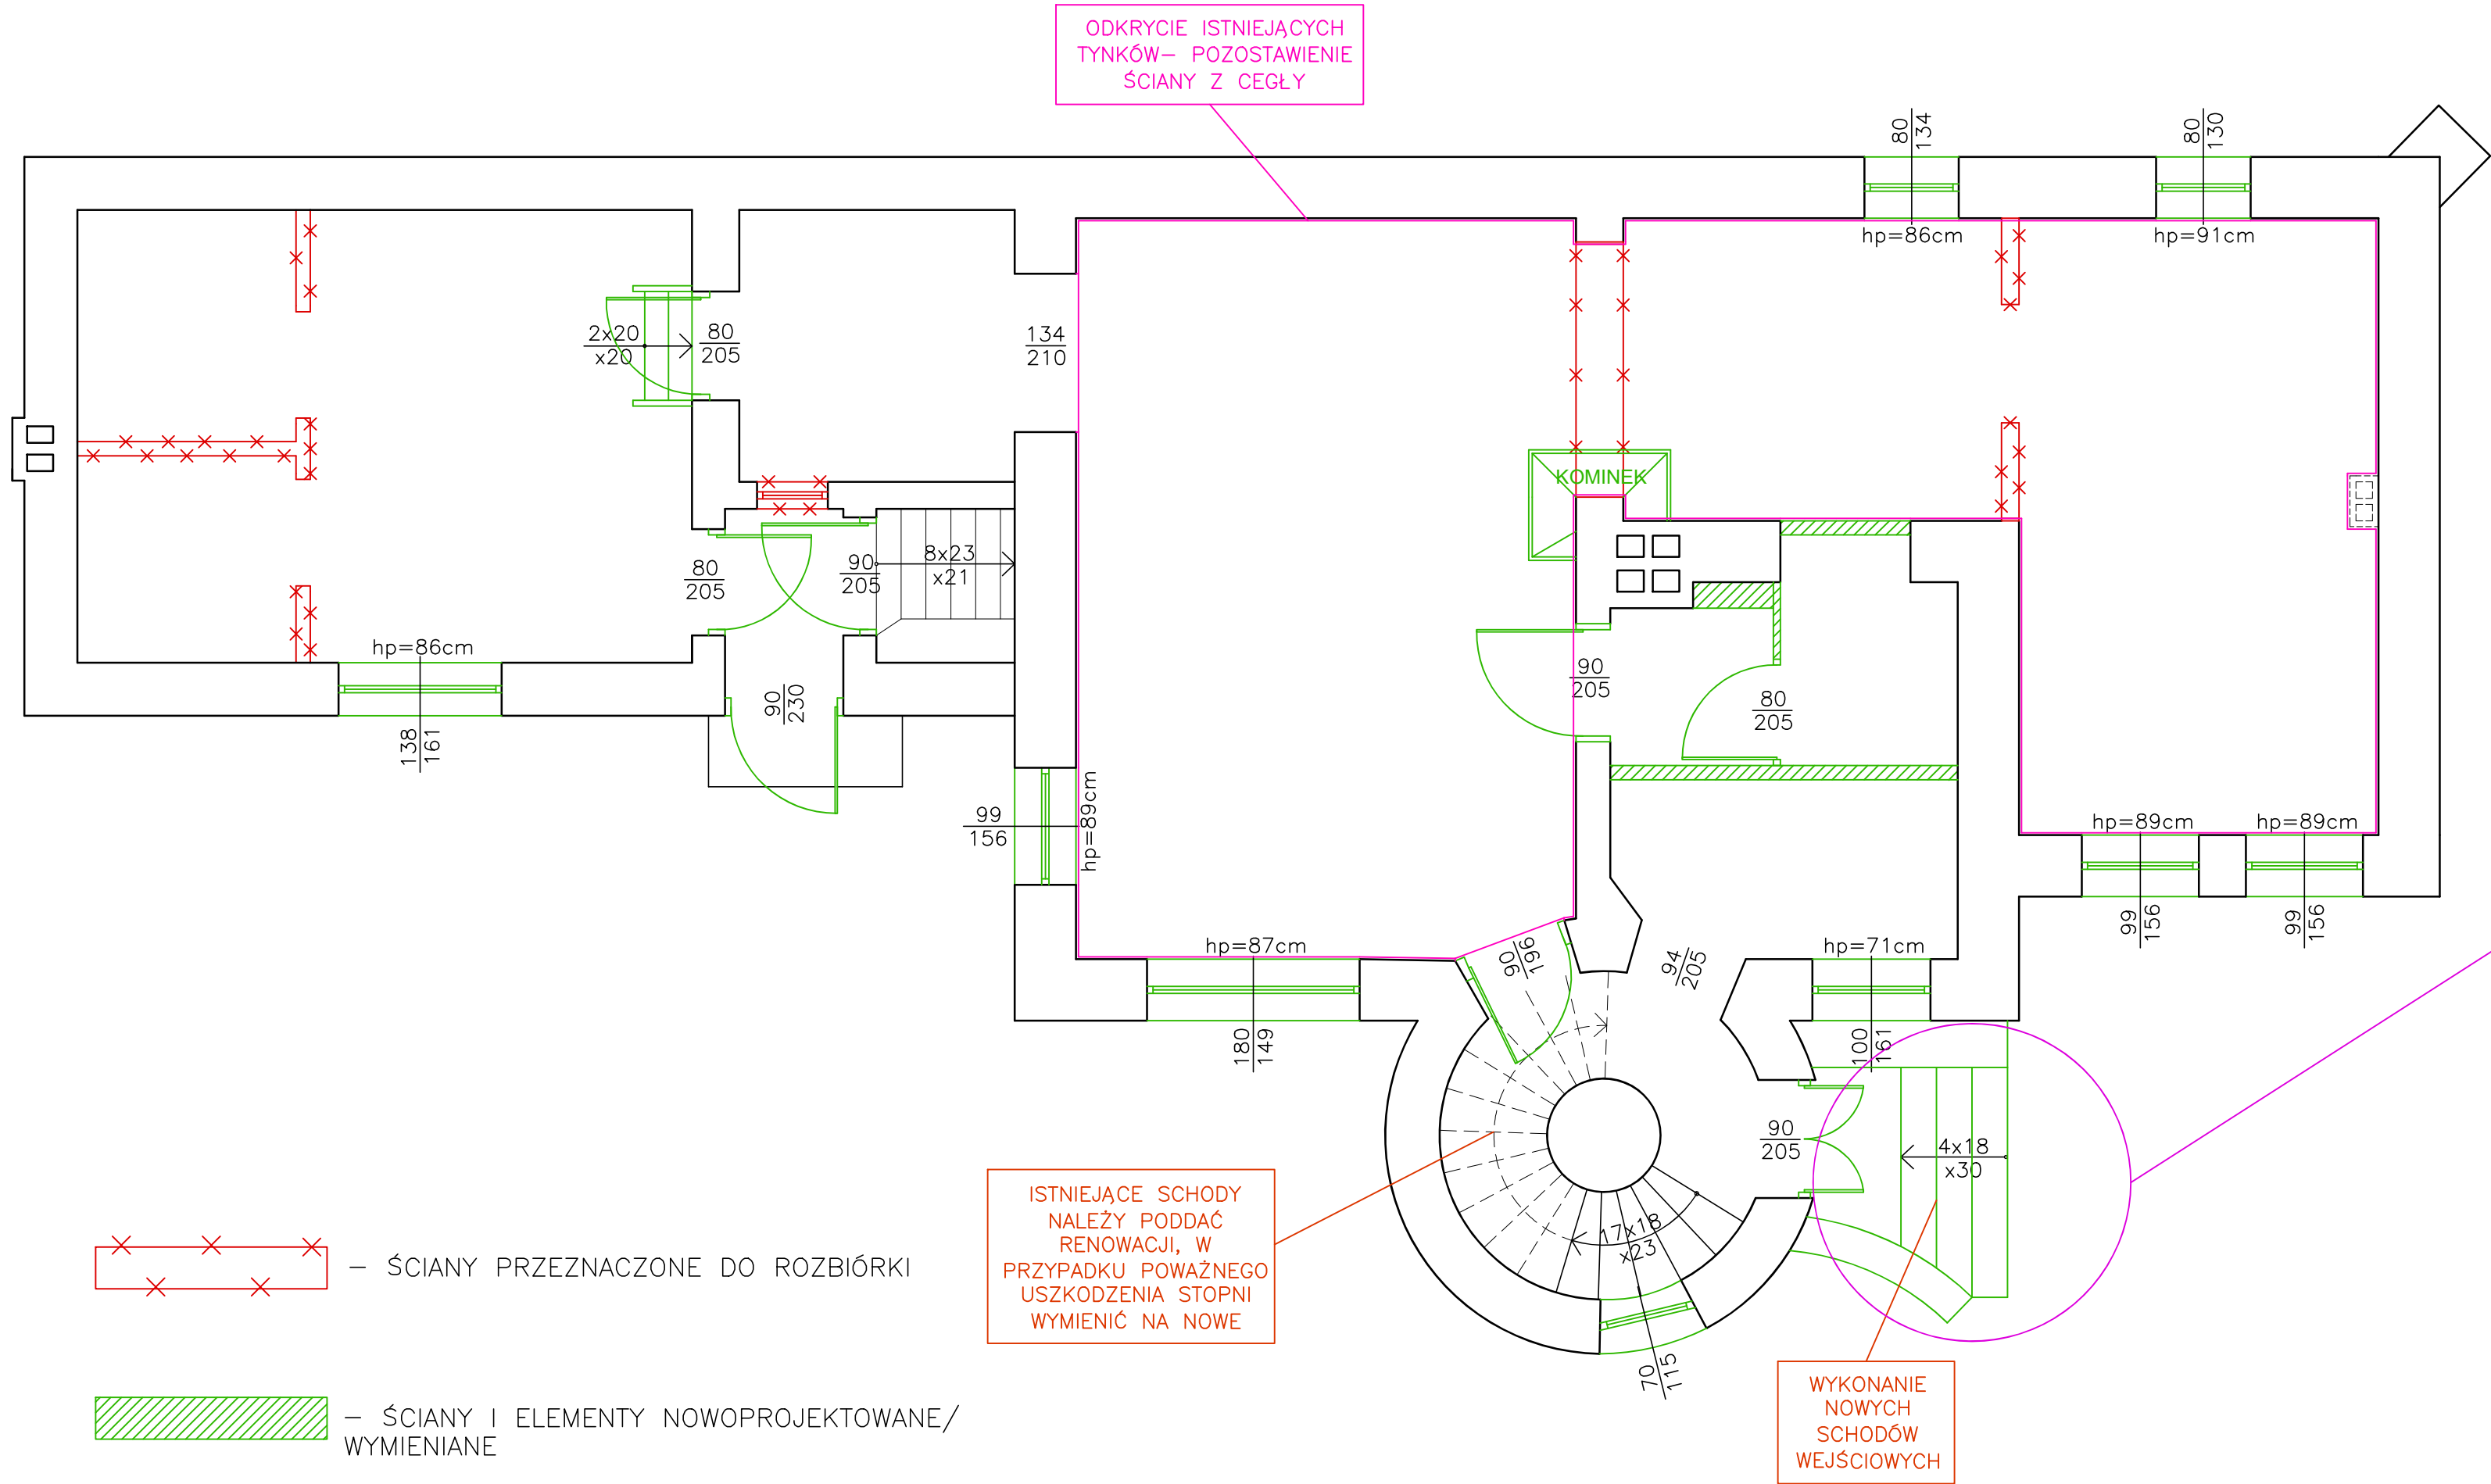 ODKRYCIE ISTNIEJĄCYCH
TYNKÓW– POZOSTAWIENIE
ŚCIANY Z CEGŁY
80
134
80
130
hp=86cm
hp=91cm
2x20
x20
80
205
134
210
KOMINEK
80
205
90
205
8x23
x21
hp=86cm
138
161
90
230
90
205
80
205
99
156
hp=89cm
hp=89cm
hp=89cm
99
156
99
156
hp=87cm
180
149
90
196
94
205
hp=71cm
100
161
90
205
4x18
x30
17x18
x23
70
115
ISTNIEJĄCE SCHODY
NALEŻY PODDAĆ
RENOWACJI, W
PRZYPADKU POWAŻNEGO
USZKODZENIA STOPNI
WYMIENIĆ NA NOWE
WYKONANIE
NOWYCH
SCHODÓW
WEJŚCIOWYCH
– ŚCIANY PRZEZNACZONE DO ROZBIÓRKI
– ŚCIANY I ELEMENTY NOWOPROJEKTOWANE/
WYMIENIANE